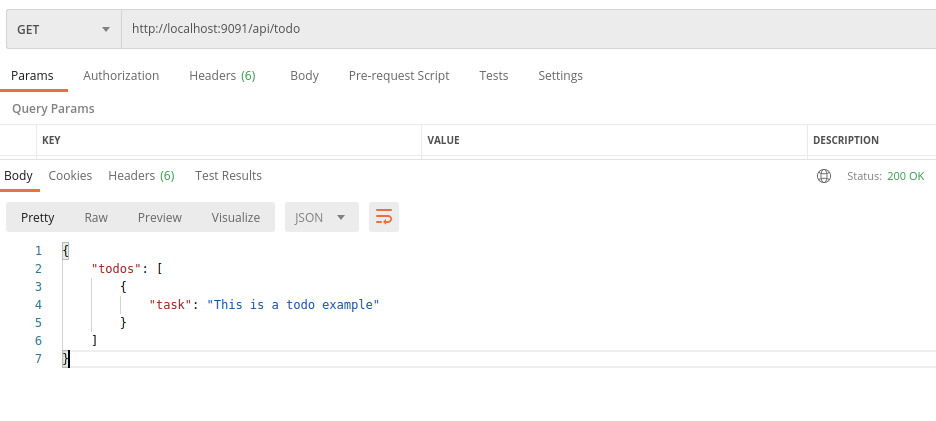 GET http://localhost:9091/api/todo
Params Authorization Headers (6) Body Pre-request Script Tests Settings
Query Params
KEY VALUE DESCRIPTION
Body Cookies Headers (6) Test Results Status: 200 OK
Pretty Raw Preview Visualize JSON
1 {
2 "todos": [
3 {
4 "task": "This is a todo example"
5 }
6 ]
7 }